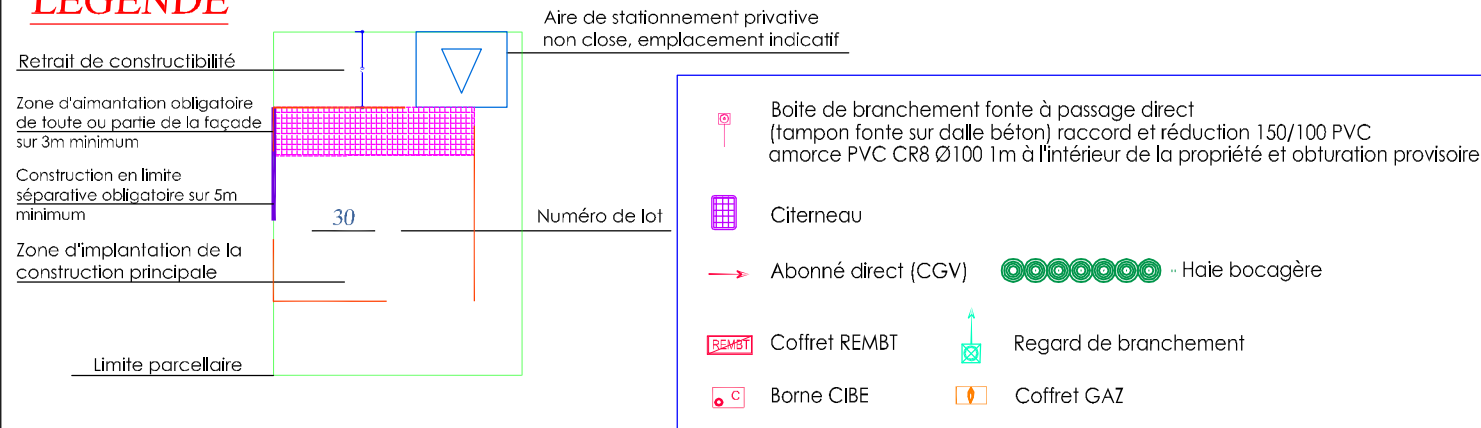 LEGENDE
Aire de stationnement privative
non close, emplacement indicatif
Retrait de constructibilité
Zone d'aimantation obligatoire
de toute ou partie de la façade
sur 3m minimum
Construction en limite
séparative obligatoire sur 5m
minimum
30
Numéro de lot
Zone d'implantation de la
construction principale
Limite parcellaire
Boite de branchement fonte à passage direct
(tampon fonte sur dalle béton) raccord et réduction 150/100 PVC
amorce PVC CR8 Ø100 1m à l'intérieur de la propriété et obturation provisoire
Citerneau
Abonné direct (CGV)
Haie bocagère
REMBT
Coffret REMBT
Regard de branchement
C
Borne CIBE
Coffret GAZ